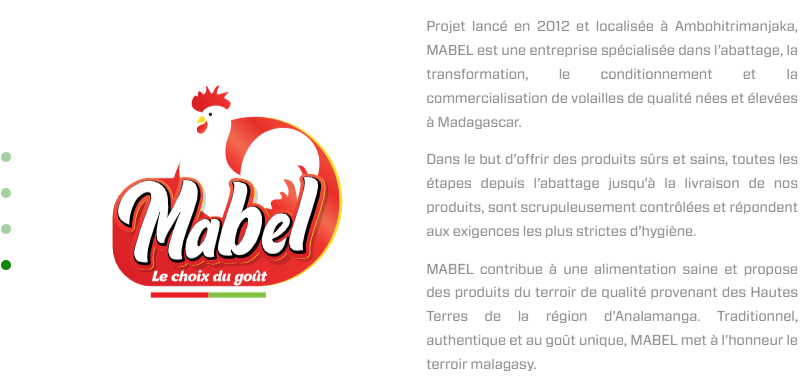 Mabel
Le choix du goût
Projet lancé en 2012 et localisée à Ambohitrimanjaka,
MABEL est une entreprise spécialisée dans l'abattage, la
transformation, le conditionnement et la
commercialisation de volailles de qualité nées et élevées
à Madagascar.
Dans le but d'offrir des produits sûrs et sains, toutes les
étapes depuis l'abattage jusqu'à la livraison de nos
produits, sont scrupuleusement contrôlées et répondent
aux exigences les plus strictes d'hygiène.
MABEL contribue à une alimentation saine et propose
des produits du terroir de qualité provenant des Hautes
Terres de la région d'Analamanga. Traditionnel,
authentique et au goût unique, MABEL met à l'honneur le
terroir malagasy.